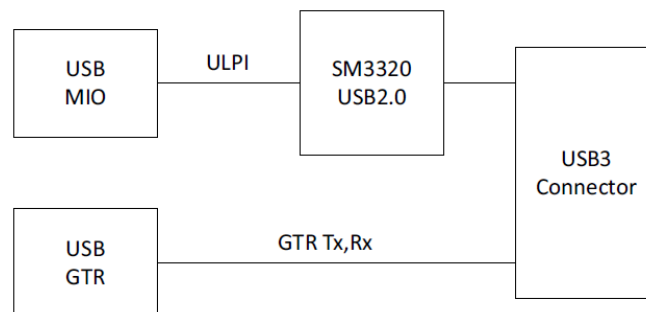 USB
MIO
ULPI
SM3320
USB2.0
USB3
Connector
USB
GTR
GTR Tx,Rx